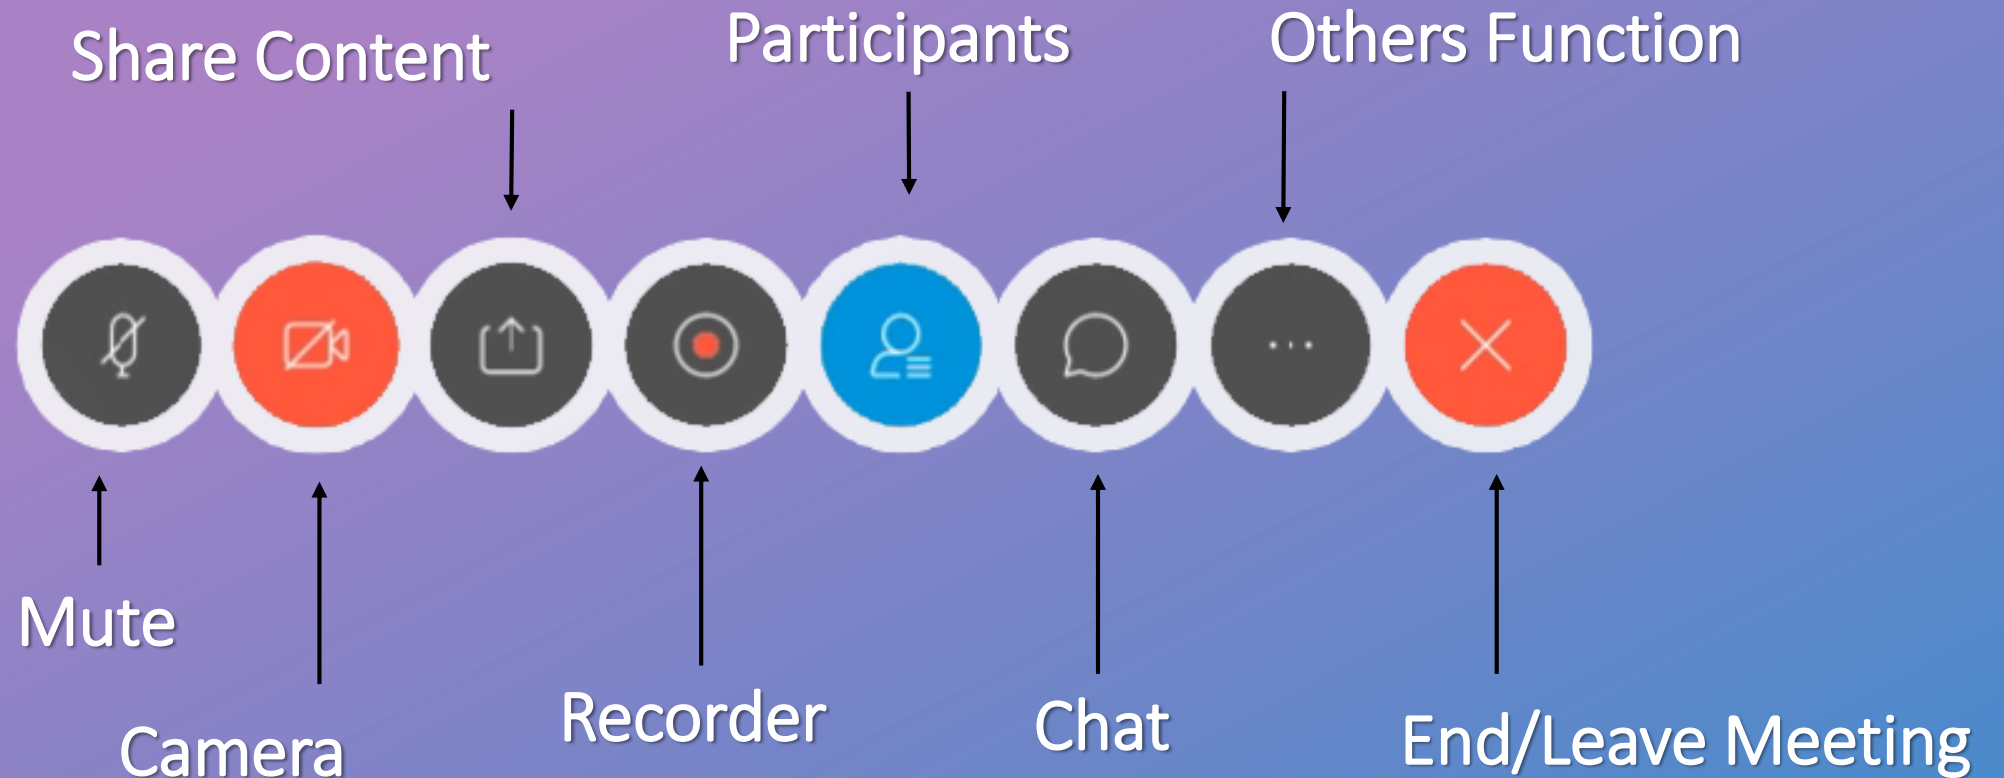 Share Content
Participants
Others Function
Mute
Camera
Recorder
Chat
End/Leave Meeting